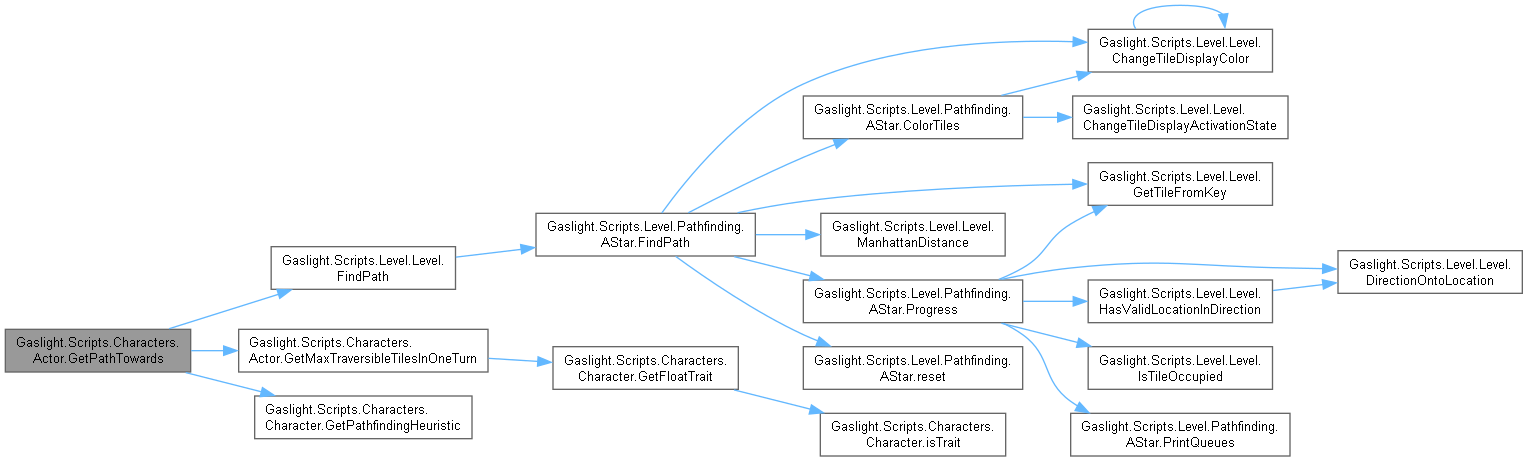 Gaslight.Scripts.Characters.
Actor.GetPathTowards
Gaslight.Scripts.Level.Level.
FindPath
Gaslight.Scripts.Characters.
Actor.GetMaxTraversibleTilesInOneTurn
Gaslight.Scripts.Characters.
Character.GetPathfindingHeuristic
Gaslight.Scripts.Level.Pathfinding.
AStar.FindPath
Gaslight.Scripts.Characters.
Character.GetFloatTrait
Gaslight.Scripts.Level.Pathfinding.
AStar.ColorTiles
Gaslight.Scripts.Level.Level.
ManhattanDistance
Gaslight.Scripts.Level.Pathfinding.
AStar.Progress
Gaslight.Scripts.Level.Pathfinding.
AStar.reset
Gaslight.Scripts.Characters.
Character.isTrait
Gaslight.Scripts.Level.Level.
ChangeTileDisplayColor
Gaslight.Scripts.Level.Level.
ChangeTileDisplayActivationState
Gaslight.Scripts.Level.Level.
GetTileFromKey
Gaslight.Scripts.Level.Level.
HasValidLocationInDirection
Gaslight.Scripts.Level.Level.
IsTileOccupied
Gaslight.Scripts.Level.Pathfinding.
AStar.PrintQueues
Gaslight.Scripts.Level.Level.
DirectionOntoLocation